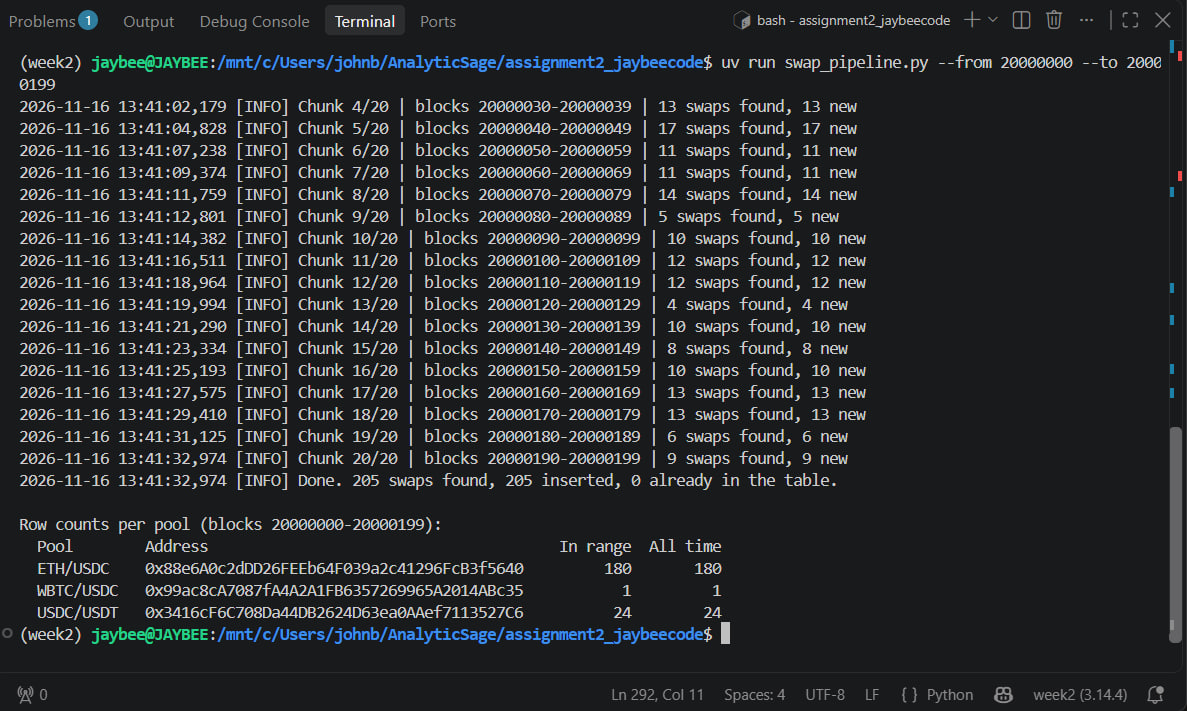 Problems 1 Output Debug Console Terminal Ports bash - assignment2_jaybeecode
(week2) jaybee@JAYBEE:/mnt/c/Users/johnb/AnalyticSage/assignment2_jaybeecode$ uv run swap_pipeline.py --from 20000000 --to 2000
0199
2026-11-16 13:41:02,179 [INFO] Chunk 4/20 | blocks 20000030-20000039 | 13 swaps found, 13 new
2026-11-16 13:41:04,828 [INFO] Chunk 5/20 | blocks 20000040-20000049 | 17 swaps found, 17 new
2026-11-16 13:41:07,238 [INFO] Chunk 6/20 | blocks 20000050-20000059 | 11 swaps found, 11 new
2026-11-16 13:41:09,374 [INFO] Chunk 7/20 | blocks 20000060-20000069 | 11 swaps found, 11 new
2026-11-16 13:41:11,759 [INFO] Chunk 8/20 | blocks 20000070-20000079 | 14 swaps found, 14 new
2026-11-16 13:41:12,801 [INFO] Chunk 9/20 | blocks 20000080-20000089 | 5 swaps found, 5 new
2026-11-16 13:41:14,382 [INFO] Chunk 10/20 | blocks 20000090-20000099 | 10 swaps found, 10 new
2026-11-16 13:41:16,511 [INFO] Chunk 11/20 | blocks 20000100-20000109 | 12 swaps found, 12 new
2026-11-16 13:41:18,964 [INFO] Chunk 12/20 | blocks 20000110-20000119 | 12 swaps found, 12 new
2026-11-16 13:41:19,994 [INFO] Chunk 13/20 | blocks 20000120-20000129 | 4 swaps found, 4 new
2026-11-16 13:41:21,290 [INFO] Chunk 14/20 | blocks 20000130-20000139 | 10 swaps found, 10 new
2026-11-16 13:41:23,334 [INFO] Chunk 15/20 | blocks 20000140-20000149 | 8 swaps found, 8 new
2026-11-16 13:41:25,193 [INFO] Chunk 16/20 | blocks 20000150-20000159 | 10 swaps found, 10 new
2026-11-16 13:41:27,575 [INFO] Chunk 17/20 | blocks 20000160-20000169 | 13 swaps found, 13 new
2026-11-16 13:41:29,410 [INFO] Chunk 18/20 | blocks 20000170-20000179 | 13 swaps found, 13 new
2026-11-16 13:41:31,125 [INFO] Chunk 19/20 | blocks 20000180-20000189 | 6 swaps found, 6 new
2026-11-16 13:41:32,974 [INFO] Chunk 20/20 | blocks 20000190-20000199 | 9 swaps found, 9 new
2026-11-16 13:41:32,974 [INFO] Done. 205 swaps found, 205 inserted, 0 already in the table.
Row counts per pool (blocks 20000000-20000199):
Pool Address In range All time
ETH/USDC 0x88e6A0c2dDD26FEEb64F039a2c41296FcB3f5640 180 180
WBTC/USDC 0x99ac8cA7087fA4A2A1FB6357269965A2014ABc35 1 1
USDC/USDT 0x3416cF6C708Da44DB2624D63ea0AAef7113527C6 24 24
(week2) jaybee@JAYBEE:/mnt/c/Users/johnb/AnalyticSage/assignment2_jaybeecode$
0 Ln 292, Col 11 Spaces: 4 UTF-8 LF { } Python week2 (3.14.4)